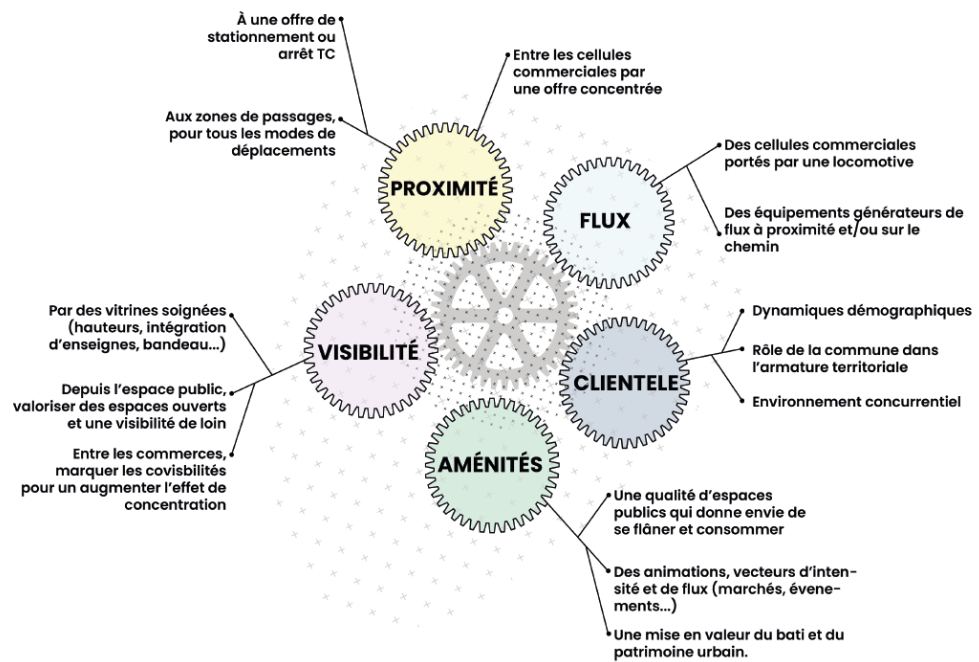 À une offre de
stationnement ou
arrêt TC
Entre les cellules
commerciales par
une offre concentrée
Aux zones de passages,
pour tous les modes de
déplacements
PROXIMITÉ
FLUX
Des cellules commerciales
portés par une locomotive
Des équipements générateurs de
flux à proximité et/ou sur le
chemin
Par des vitrines soignées
(hauteurs, intégration
d'enseignes, bandeau...)
Depuis l'espace public,
valoriser des espaces ouverts
et une visibilité de loin
Entre les commerces,
marquer les covisbilités
pour un augmenter l'effet de
concentration
VISIBILITÉ
CLIENTELE
Dynamiques démographiques
Rôle de la commune dans
l'armature territoriale
Environnement concurrentiel
AMÉNITÉS
Une qualité d'espaces
publics qui donne envie de
se flâner et consommer
Des animations, vecteurs d'inten-
sité et de flux (marchés, évene-
ments...)
Une mise en valeur du bati et du
patrimoine urbain.